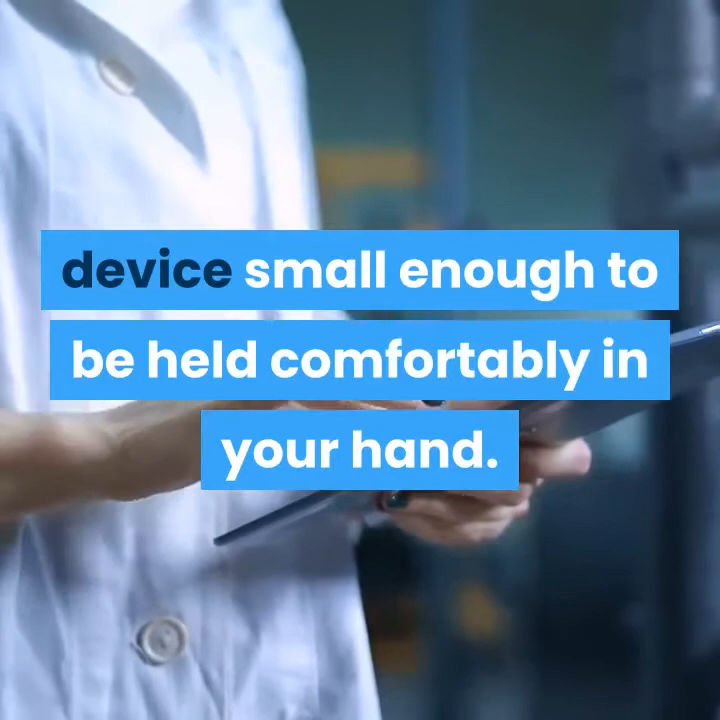 device small enough to
be held comfortably in
your hand.